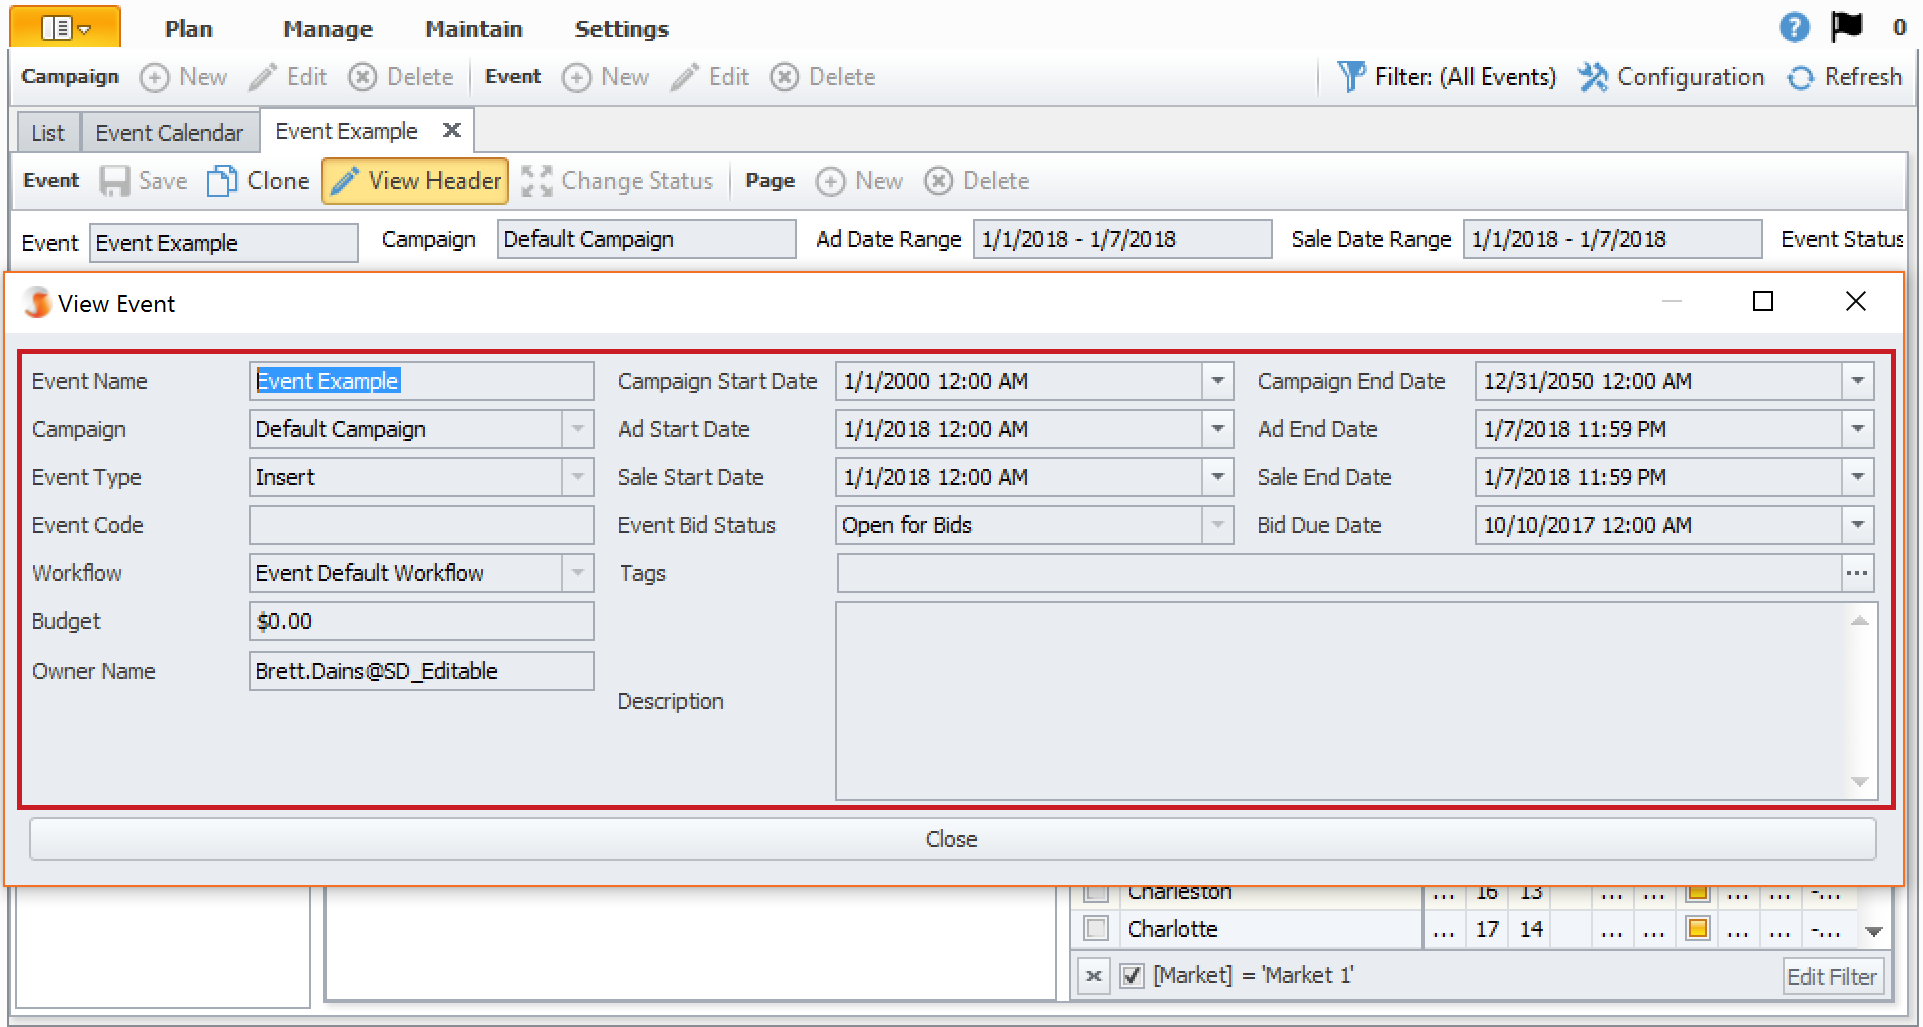 Plan Manage Maintain Settings ? 0
Campaign New Edit Delete Event New Edit Delete Filter: (All Events) Configuration Refresh
List Event Calendar Event Example
Event Save Clone View Header Change Status Page New Delete
Event Event Example Campaign Default Campaign Ad Date Range 1/1/2018 - 1/7/2018 Sale Date Range 1/1/2018 - 1/7/2018 Event Status
View Event
Event Name Event Example Campaign Start Date 1/1/2000 12:00 AM Campaign End Date 12/31/2050 12:00 AM
Campaign Default Campaign Ad Start Date 1/1/2018 12:00 AM Ad End Date 1/7/2018 11:59 PM
Event Type Insert Sale Start Date 1/1/2018 12:00 AM Sale End Date 1/7/2018 11:59 PM
Event Code Event Bid Status Open for Bids Bid Due Date 10/10/2017 12:00 AM
Workflow Event Default Workflow Tags ...
Budget $0.00
Owner Name Brett.Dains@SD_Editable
Description
Close
Charleston ... 16 13 ... ... ... ... -...
Charlotte ... 17 14 ... ... ... ... -...
[Market] = 'Market 1' Edit Filter